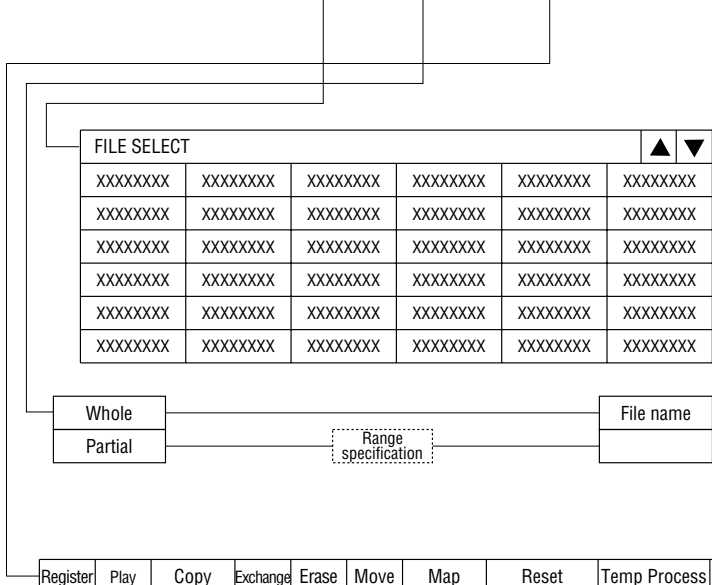 FILE SELECT ▲ ▼
XXXXXXXX XXXXXXXX XXXXXXXX XXXXXXXX XXXXXXXX XXXXXXXX
XXXXXXXX XXXXXXXX XXXXXXXX XXXXXXXX XXXXXXXX XXXXXXXX
XXXXXXXX XXXXXXXX XXXXXXXX XXXXXXXX XXXXXXXX XXXXXXXX
XXXXXXXX XXXXXXXX XXXXXXXX XXXXXXXX XXXXXXXX XXXXXXXX
XXXXXXXX XXXXXXXX XXXXXXXX XXXXXXXX XXXXXXXX XXXXXXXX
XXXXXXXX XXXXXXXX XXXXXXXX XXXXXXXX XXXXXXXX XXXXXXXX
Whole File name
Partial Range
specification
Register Play Copy Exchange Erase Move Map Reset Temp Process